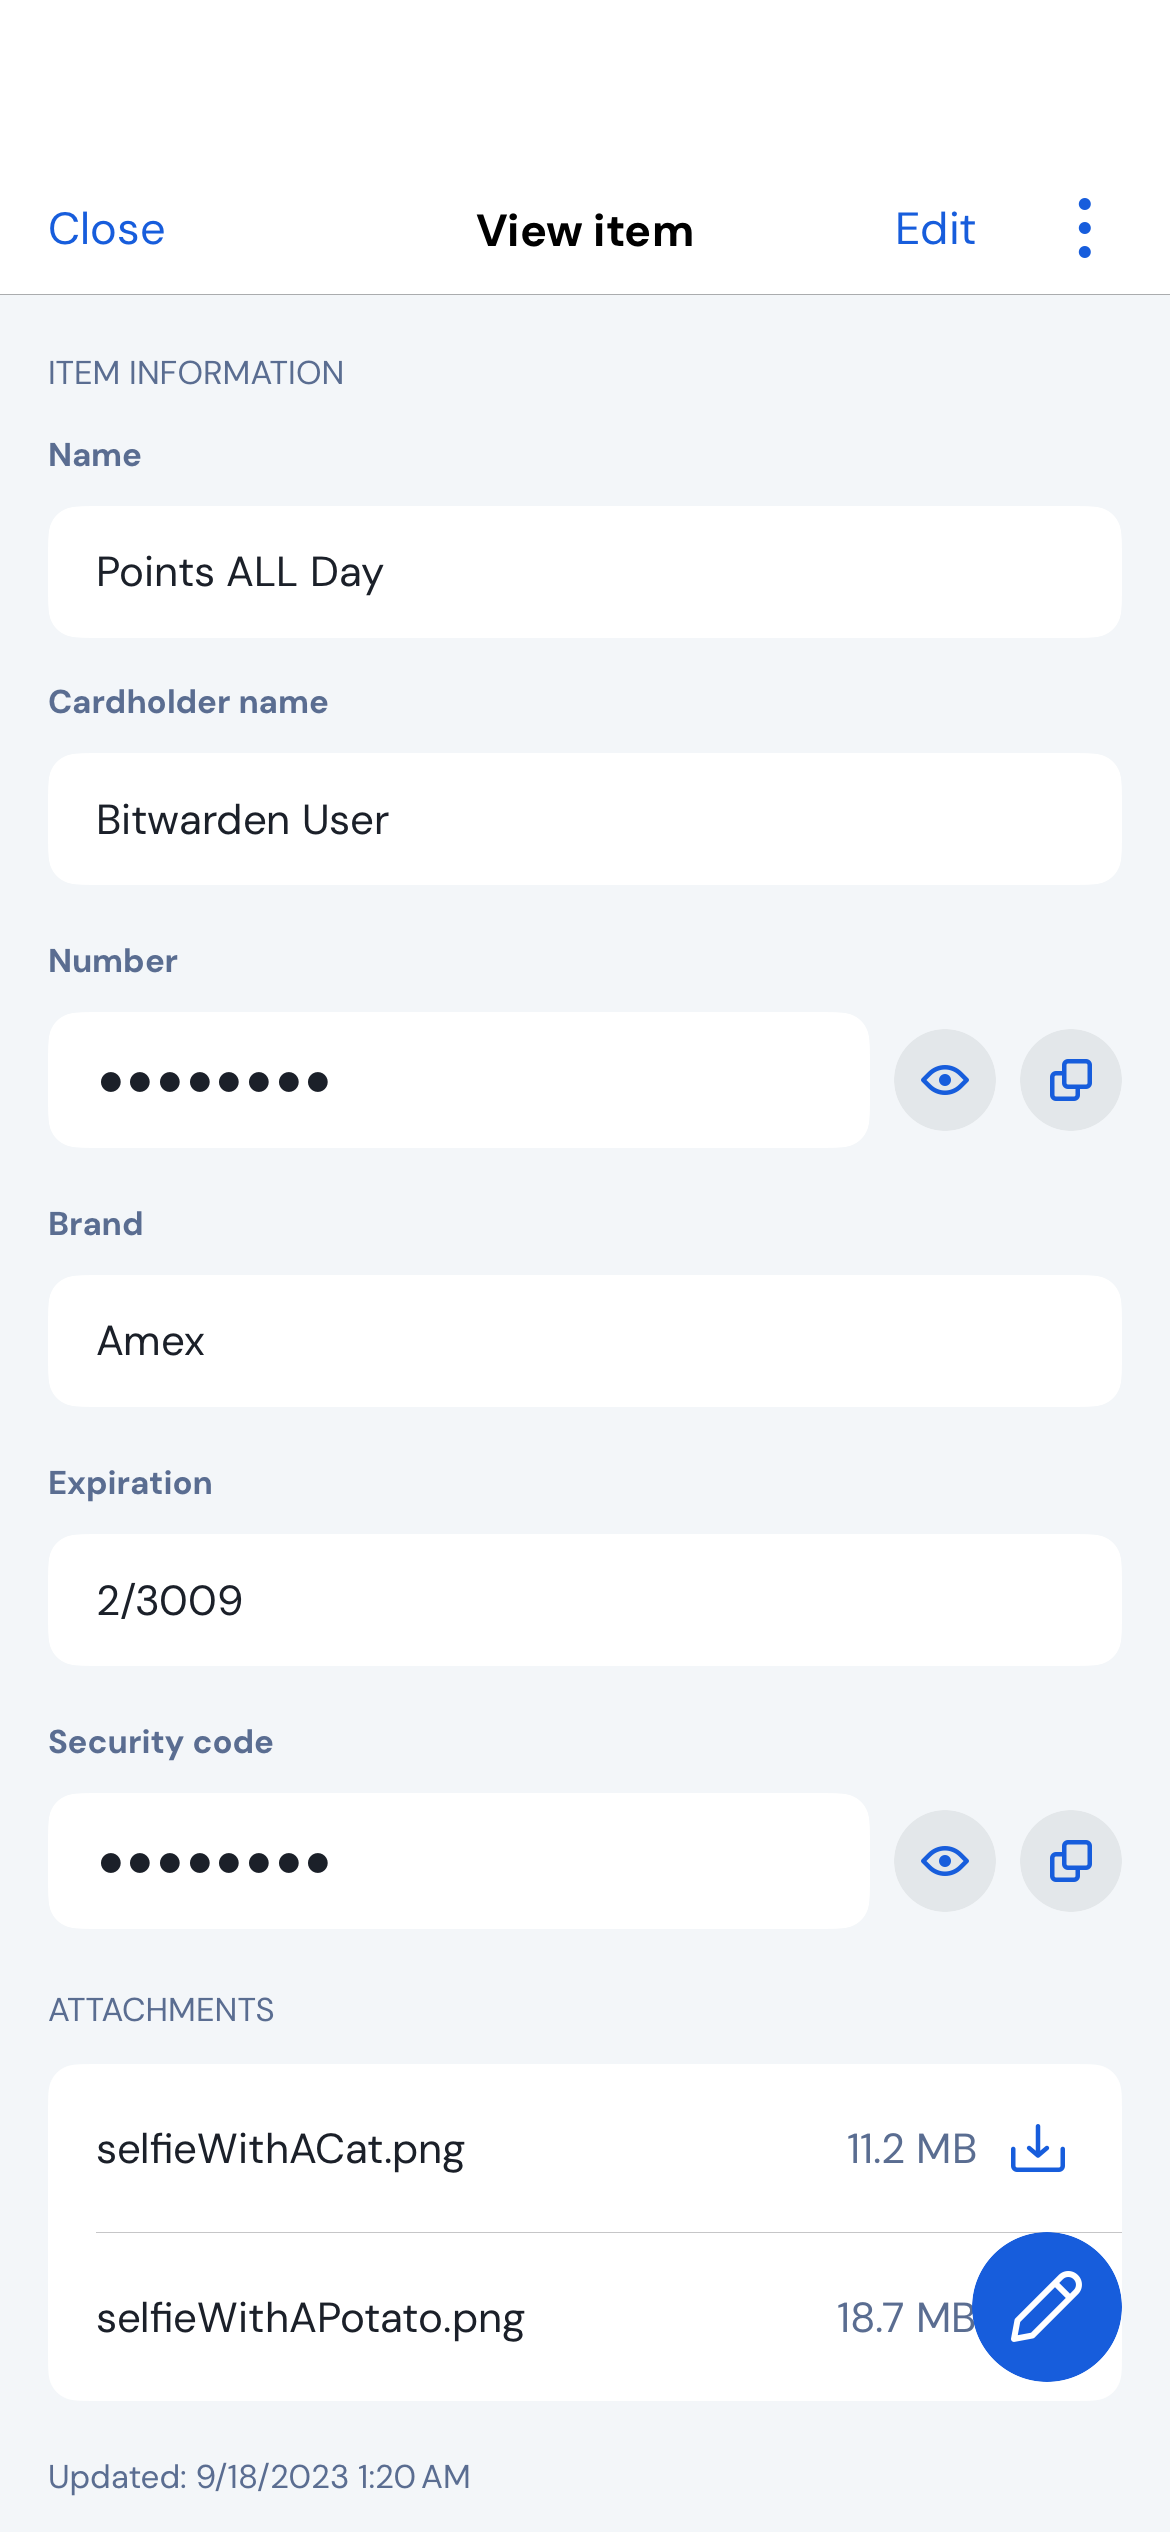 Close
View item
Edit
ITEM INFORMATION
Name
Points ALL Day
Cardholder name
Bitwarden User
Number
●●●●●●●●
Brand
Amex
Expiration
2/3009
Security code
●●●●●●●●
ATTACHMENTS
selfieWithACat.png 11.2 MB
selfieWithAPotato.png 18.7 MB
Updated: 9/18/2023 1:20 AM